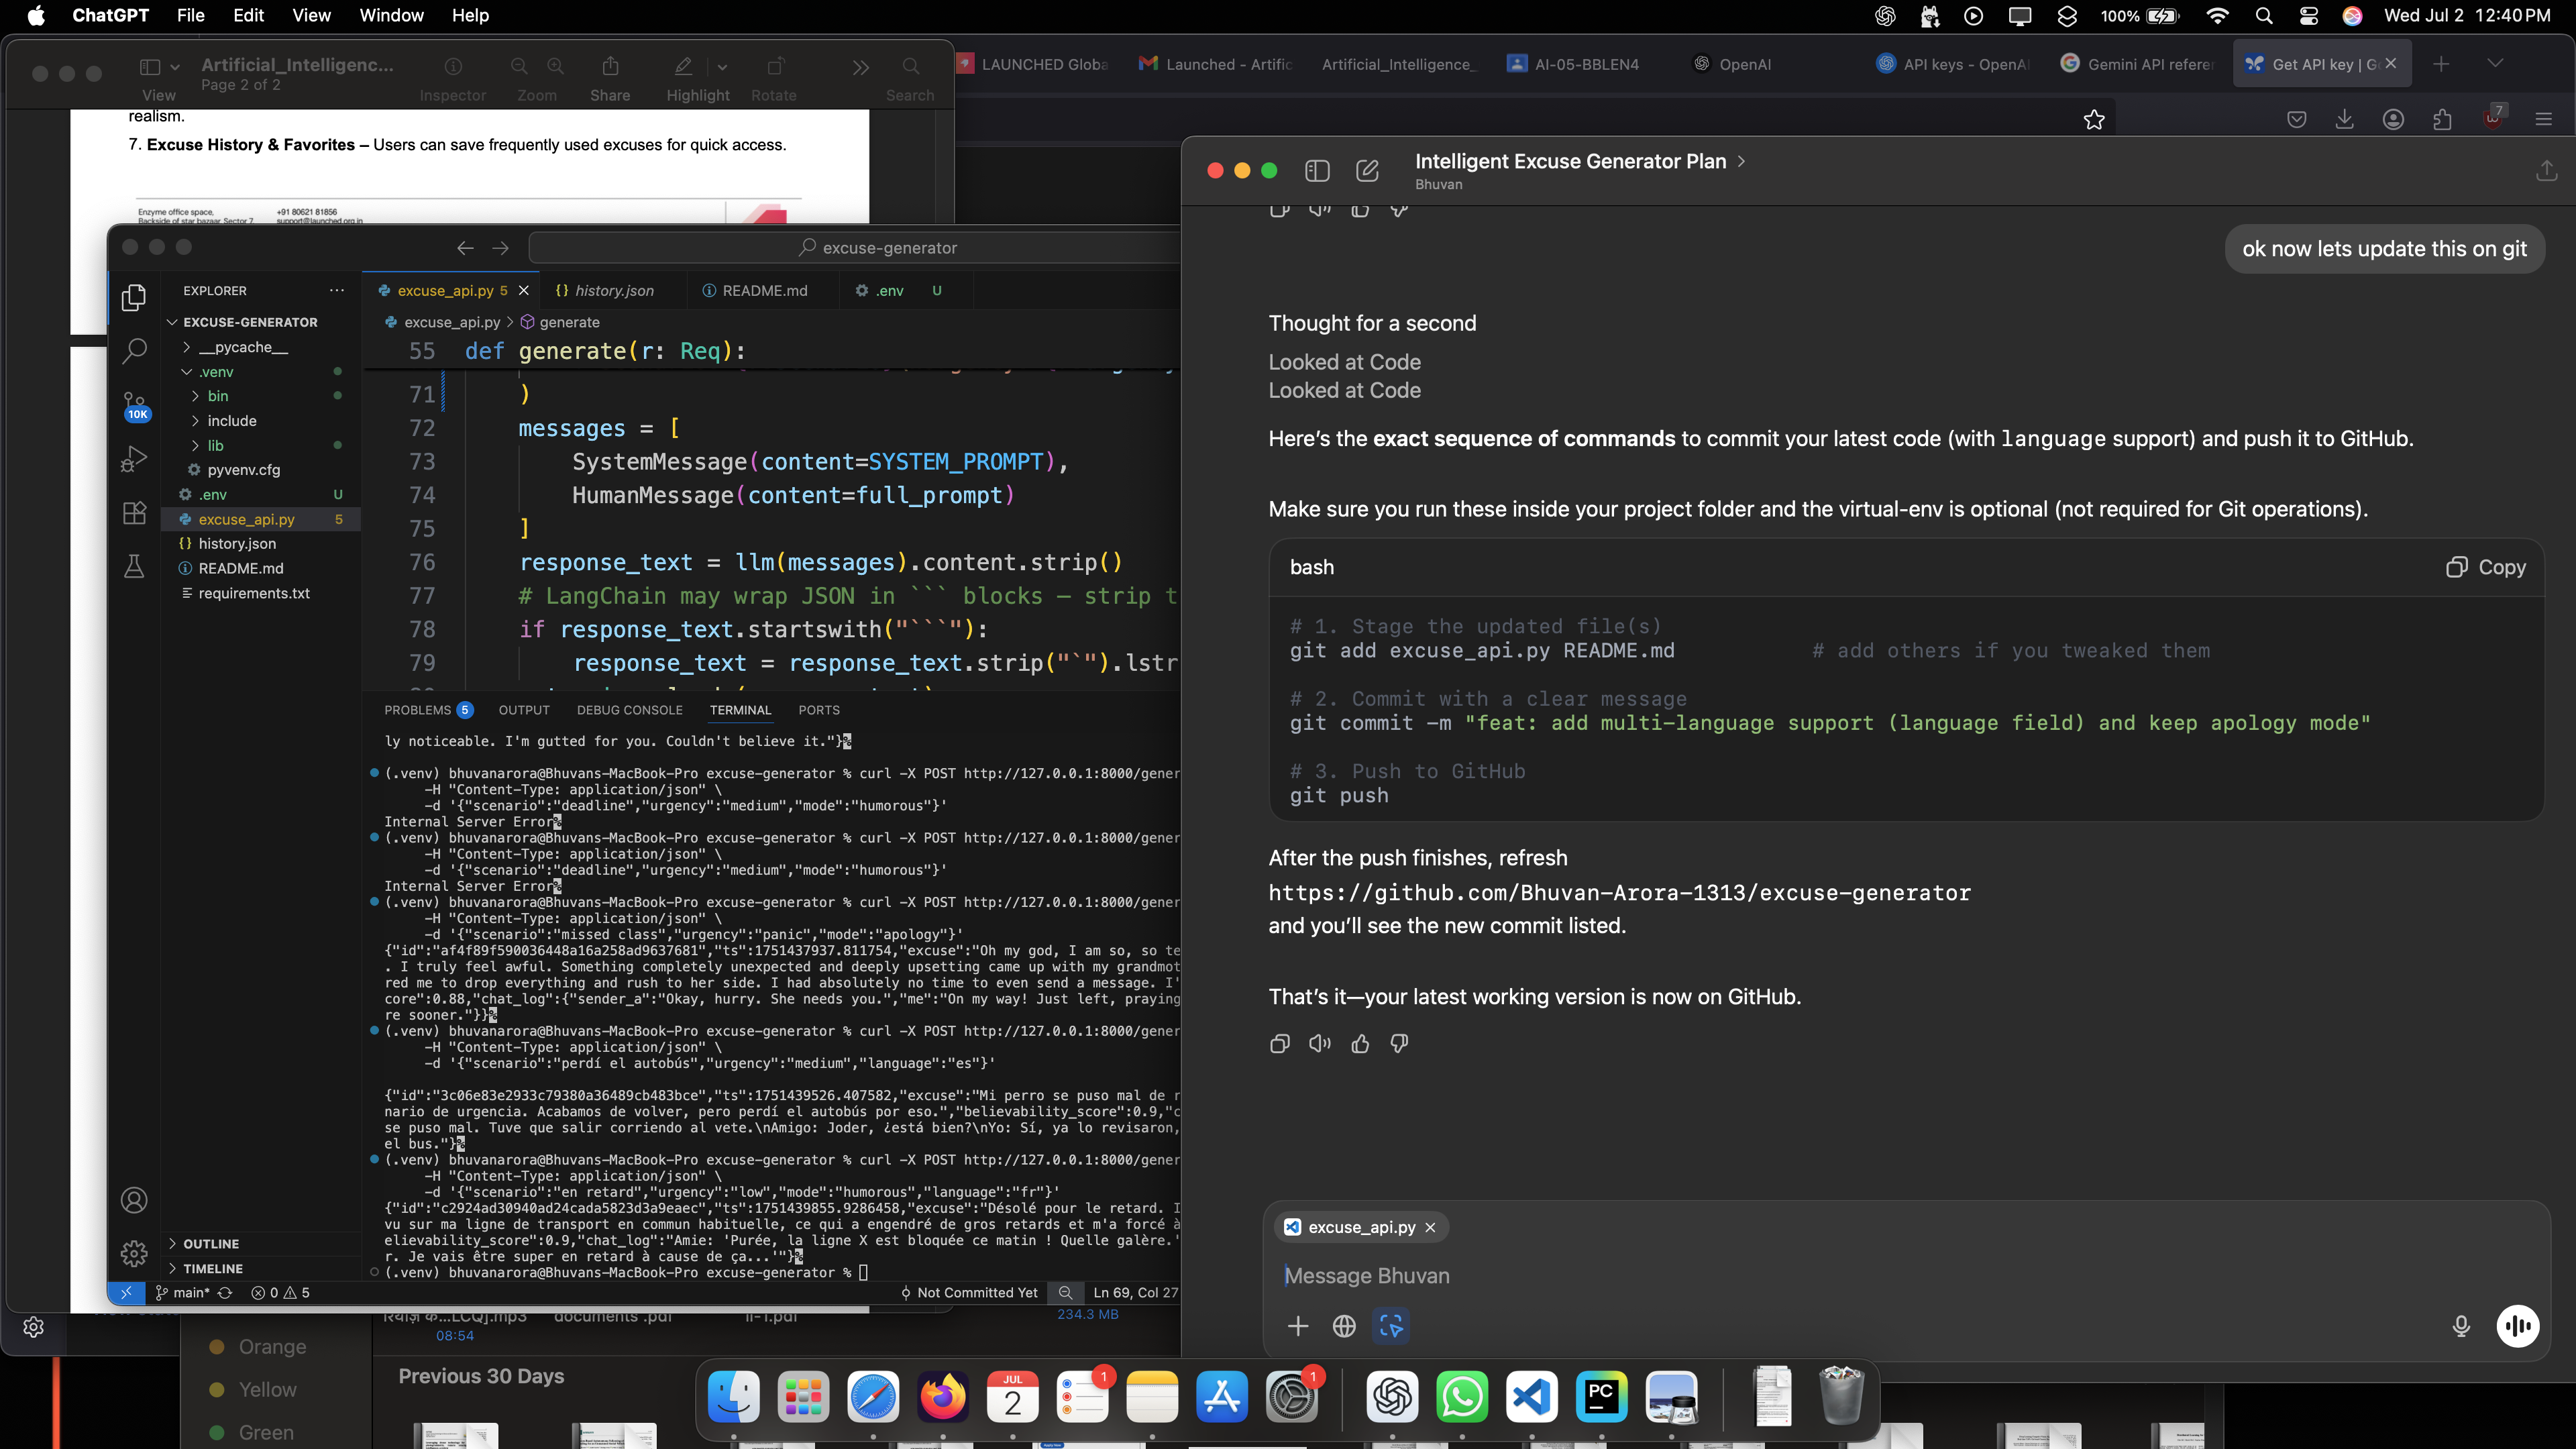 ChatGPT File Edit View Window Help
100% Wed Jul 2 12:40 PM
Artificial_Intelligenc...
Page 2 of 2
View Inspector Zoom Share Highlight Rotate Search
LAUNCHED Globa
Launched - Artific
Artificial_Intelligence_
AI-05-BBLEN4
OpenAI
API keys - OpenAI
Gemini API referen
Get API key | G
7
realism.
7. Excuse History & Favorites – Users can save frequently used excuses for quick access.
Enzyme office space, +91 80621 81856
Backside of star bazaar, Sector 7 support@launched.org.in
excuse-generator
EXPLORER
EXCUSE-GENERATOR
__pycache__
.venv
bin
include
lib
pyvenv.cfg
.env U
excuse_api.py 5
history.json
README.md
requirements.txt
OUTLINE
TIMELINE
10K
excuse_api.py 5
history.json
README.md
.env U
excuse_api.py > generate
55 def generate(r: Req):
71 )
72 messages = [
73 SystemMessage(content=SYSTEM_PROMPT),
74 HumanMessage(content=full_prompt)
75 ]
76 response_text = llm(messages).content.strip()
77 # LangChain may wrap JSON in ``` blocks — strip t
78 if response_text.startswith("```"):
79 response_text = response_text.strip("`").lstr
PROBLEMS 5 OUTPUT DEBUG CONSOLE TERMINAL PORTS
ly noticeable. I'm gutted for you. Couldn't believe it."}%
(.venv) bhuvanarora@Bhuvans-MacBook-Pro excuse-generator % curl -X POST http://127.0.0.1:8000/gener
-H "Content-Type: application/json" \
-d '{"scenario":"deadline","urgency":"medium","mode":"humorous"}'
Internal Server Error%
(.venv) bhuvanarora@Bhuvans-MacBook-Pro excuse-generator % curl -X POST http://127.0.0.1:8000/gener
-H "Content-Type: application/json" \
-d '{"scenario":"deadline","urgency":"medium","mode":"humorous"}'
Internal Server Error%
(.venv) bhuvanarora@Bhuvans-MacBook-Pro excuse-generator % curl -X POST http://127.0.0.1:8000/gener
-H "Content-Type: application/json" \
-d '{"scenario":"missed class","urgency":"panic","mode":"apology"}'
{"id":"af4f89f590036448a16a258ad9637681","ts":1751437937.811754,"excuse":"Oh my god, I am so, so te
. I truly feel awful. Something completely unexpected and deeply upsetting came up with my grandmot
red me to drop everything and rush to her side. I had absolutely no time to even send a message. I'
core":0.88,"chat_log":{"sender_a":"Okay, hurry. She needs you.","me":"On my way! Just left, praying
re sooner."}}%
(.venv) bhuvanarora@Bhuvans-MacBook-Pro excuse-generator % curl -X POST http://127.0.0.1:8000/gener
-H "Content-Type: application/json" \
-d '{"scenario":"perdí el autobús","urgency":"medium","language":"es"}'
{"id":"3c06e83e2933c79380a36489cb483bce","ts":1751439526.407582,"excuse":"Mi perro se puso mal de r
nario de urgencia. Acabamos de volver, pero perdí el autobús por eso.","believability_score":0.9,"c
se puso mal. Tuve que salir corriendo al vete.\nAmigo: Joder, ¿está bien?\nYo: Sí, ya lo revisaron,
el bus."}%
(.venv) bhuvanarora@Bhuvans-MacBook-Pro excuse-generator % curl -X POST http://127.0.0.1:8000/gener
-H "Content-Type: application/json" \
-d '{"scenario":"en retard","urgency":"low","mode":"humorous","language":"fr"}'
{"id":"c2924ad30940ad24cada5823d3a9eaec","ts":1751439855.9286458,"excuse":"Désolé pour le retard. I
vu sur ma ligne de transport en commun habituelle, ce qui a engendré de gros retards et m'a forcé à
elievability_score":0.9,"chat_log":"Amie: 'Purée, la ligne X est bloquée ce matin ! Quelle galère.'
r. Je vais être super en retard à cause de ça...'"}%
(.venv) bhuvanarora@Bhuvans-MacBook-Pro excuse-generator %
main* 0 5 Not Committed Yet Ln 69, Col 27
Intelligent Excuse Generator Plan >
Bhuvan
ok now lets update this on git
Thought for a second
Looked at Code
Looked at Code
Here's the exact sequence of commands to commit your latest code (with language support) and push it to GitHub.
Make sure you run these inside your project folder and the virtual-env is optional (not required for Git operations).
bash Copy
# 1. Stage the updated file(s)
git add excuse_api.py README.md # add others if you tweaked them
# 2. Commit with a clear message
git commit -m "feat: add multi-language support (language field) and keep apology mode"
# 3. Push to GitHub
git push
After the push finishes, refresh
https://github.com/Bhuvan-Arora-1313/excuse-generator
and you'll see the new commit listed.
That's it—your latest working version is now on GitHub.
excuse_api.py
Message Bhuvan
LCQ].mp3 documents .pdf II-1.pdf
08:54 234.3 MB
Orange
Yellow
Green
Previous 30 Days
JUL
2
1
1
PC